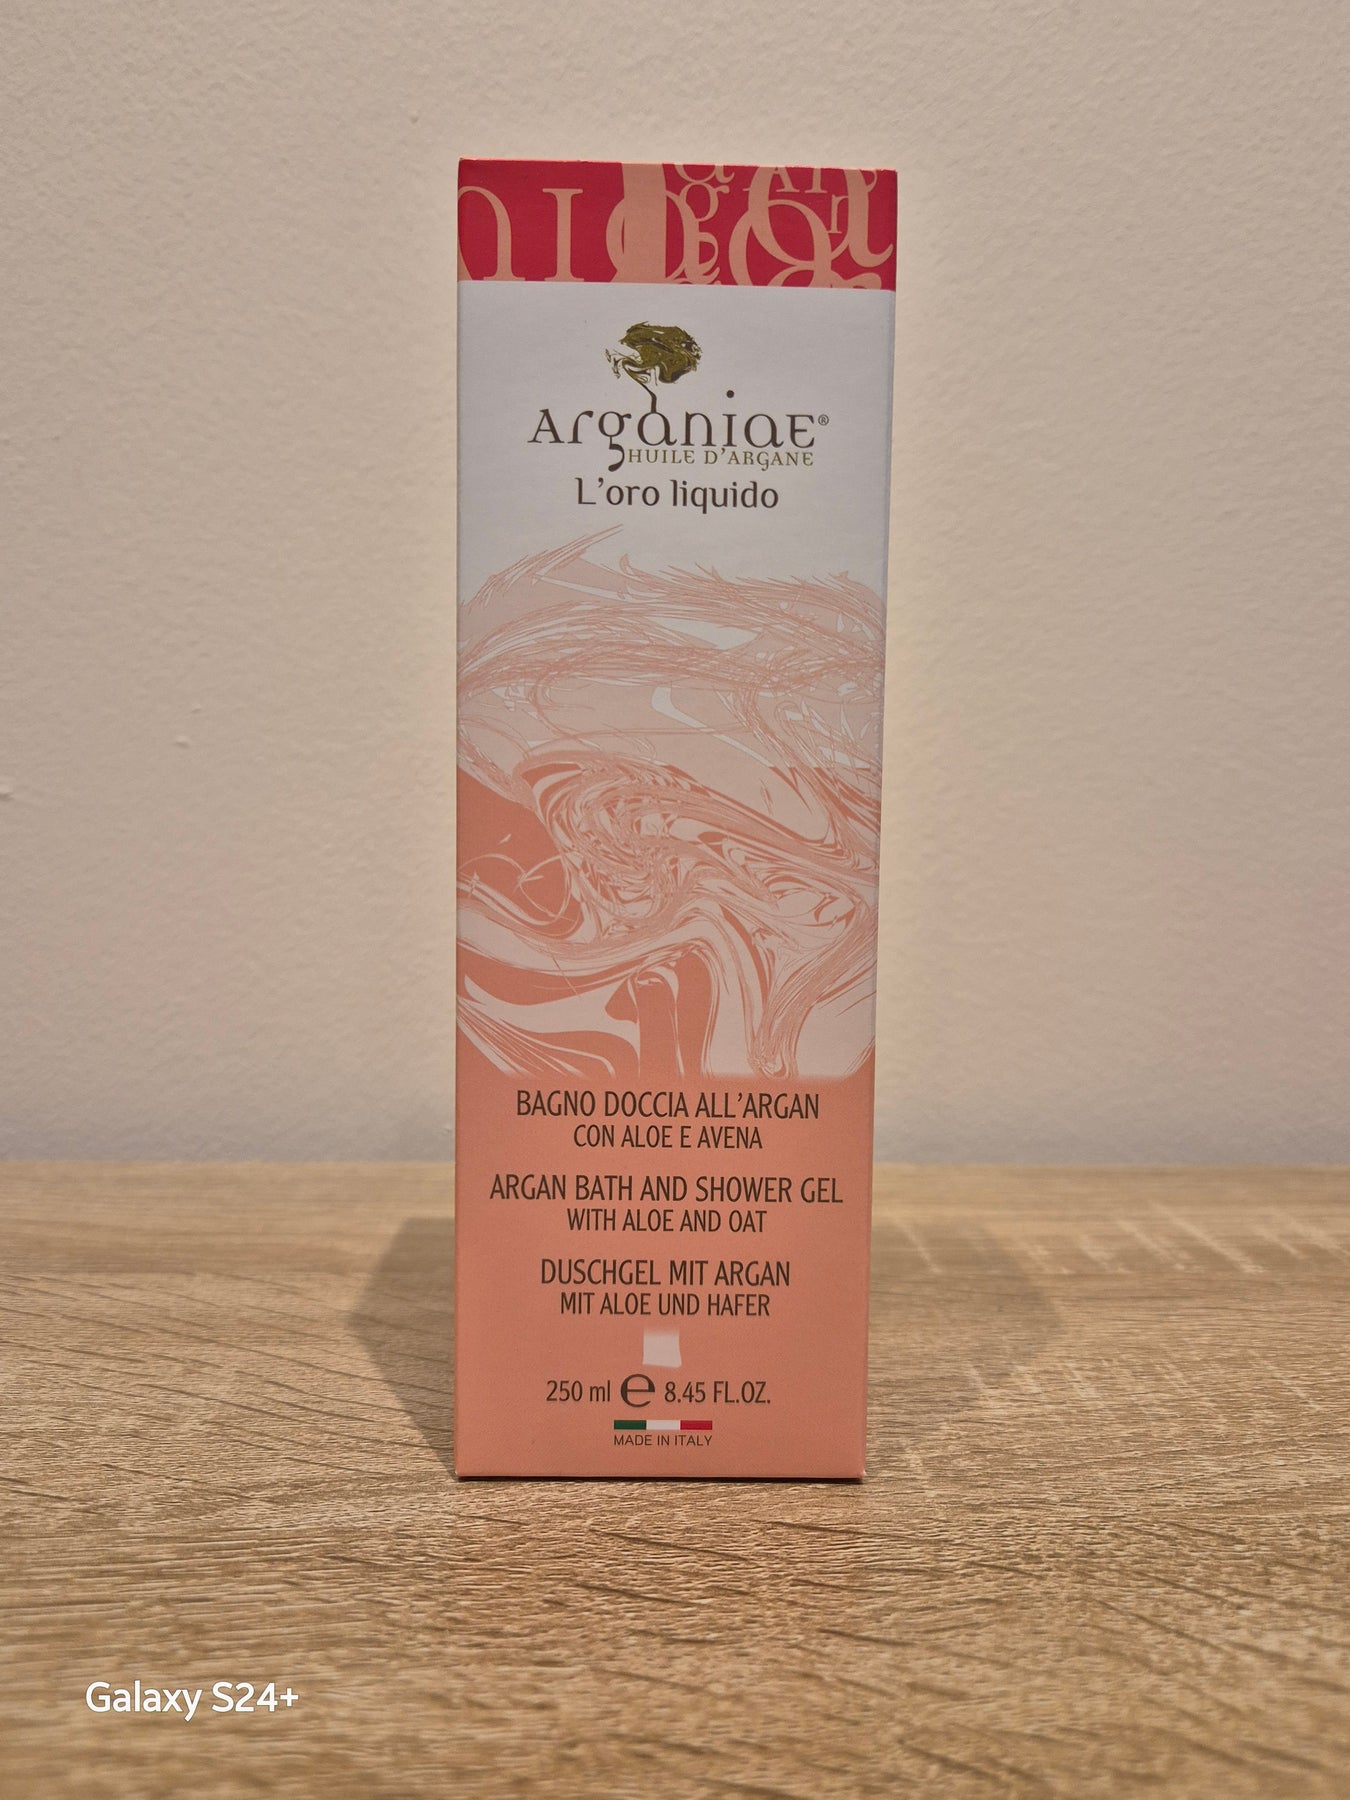 Arganiae®
HUILE D'ARGANE
L'oro liquido
BAGNO DOCCIA ALL'ARGAN
CON ALOE E AVENA
ARGAN BATH AND SHOWER GEL
WITH ALOE AND OAT
DUSCHGEL MIT ARGAN
MIT ALOE UND HAFER
250 ml e 8.45 FL.OZ.
MADE IN ITALY
Galaxy S24+